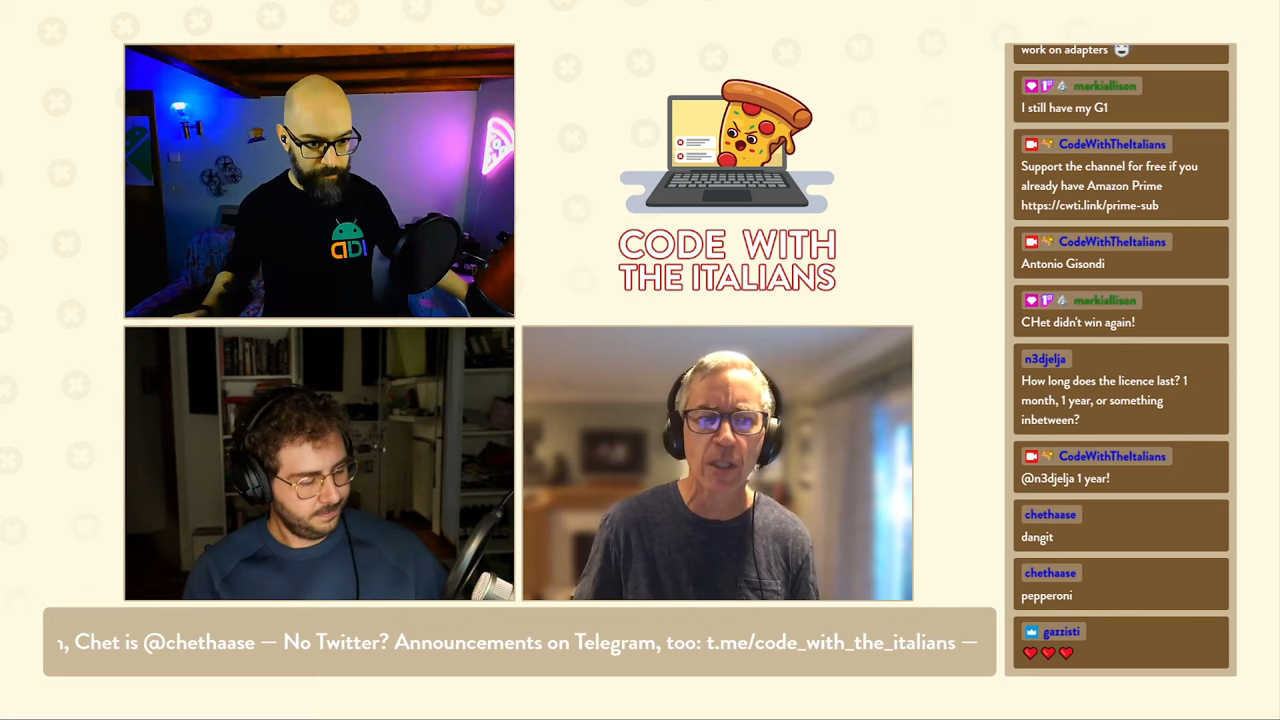 CODE WITH
THE ITALIANS
work on adapters
markiallison
I still have my G1
CodeWithTheItalians
Support the channel for free if you
already have Amazon Prime
https://cwti.link/prime-sub
CodeWithTheItalians
Antonio Gisondi
markiallison
CHet didn't win again!
n3djelja
How long does the licence last? 1
month, 1 year, or something
inbetween?
CodeWithTheItalians
@n3djelja 1 year!
chethaase
dangit
chethaase
pepperoni
gazzisti
, Chet is @chethaase — No Twitter? Announcements on Telegram, too: t.me/code_with_the_italians —